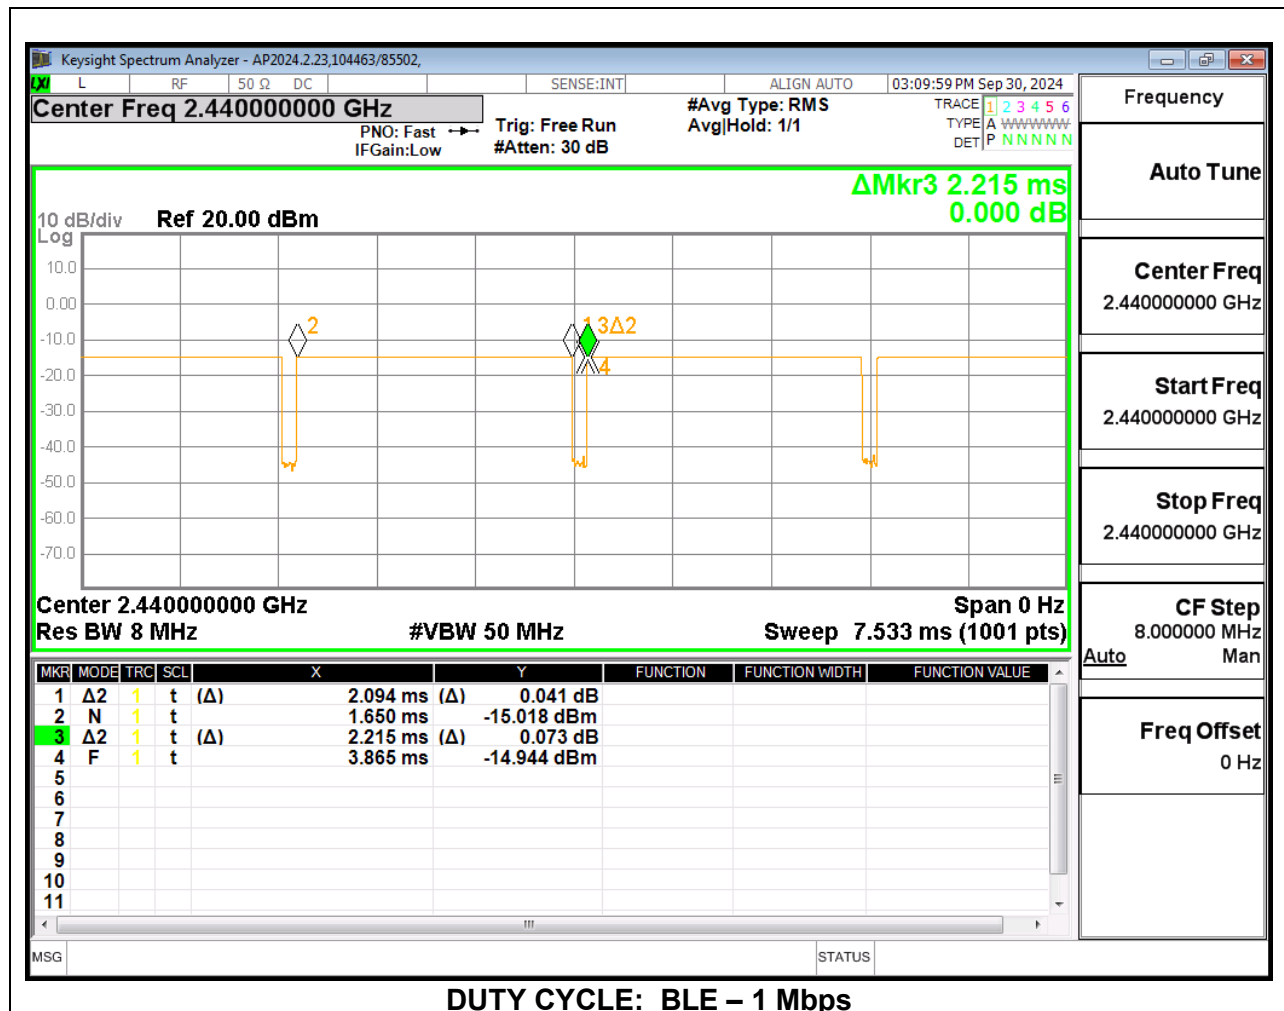 Keysight Spectrum Analyzer - AP2024.2.23,104463/85502,
LXI L RF 50 Ω DC SENSE:INT ALIGN AUTO 03:09:59 PM Sep 30, 2024
Center Freq 2.440000000 GHz
PNO: Fast
IFGain:Low
Trig: Free Run
#Atten: 30 dB
#Avg Type: RMS
Avg|Hold: 1/1
TRACE 1 2 3 4 5 6
TYPE A WWWWWW
DET P N N N N N
ΔMkr3 2.215 ms
0.000 dB
10 dB/div Ref 20.00 dBm
Log
10.0
0.00
-10.0
-20.0
-30.0
-40.0
-50.0
-60.0
-70.0
2
1 3Δ2
4
Center 2.440000000 GHz Span 0 Hz
Res BW 8 MHz #VBW 50 MHz Sweep 7.533 ms (1001 pts)
MKR MODE TRC SCL X Y FUNCTION FUNCTION WIDTH FUNCTION VALUE
1 Δ2 1 t (Δ) 2.094 ms (Δ) 0.041 dB
2 N 1 t 1.650 ms -15.018 dBm
3 Δ2 1 t (Δ) 2.215 ms (Δ) 0.073 dB
4 F 1 t 3.865 ms -14.944 dBm
5
6
7
8
9
10
11
MSG STATUS
Frequency
Auto Tune
Center Freq
2.440000000 GHz
Start Freq
2.440000000 GHz
Stop Freq
2.440000000 GHz
CF Step
8.000000 MHz
Auto Man
Freq Offset
0 Hz
DUTY CYCLE: BLE – 1 Mbps